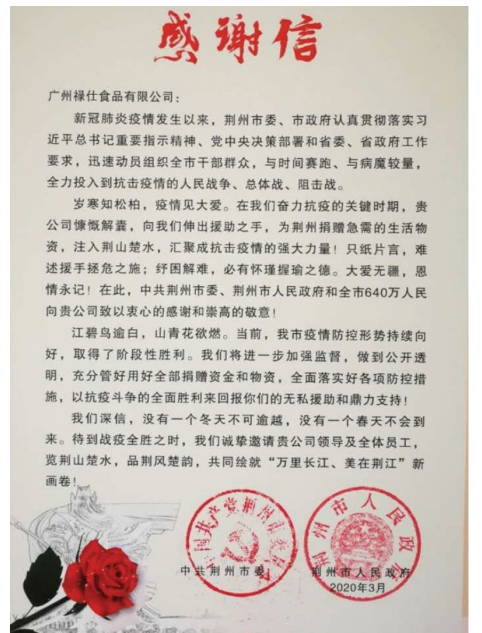 感谢信
广州禄仕食品有限公司：
新冠肺炎疫情发生以来，荆州市委、市政府认真贯彻落实习
近平总书记重要指示精神、党中央决策部署和省委、省政府工作
要求，迅速动员组织全市干部群众，与时间赛跑、与病魔较量，
全力投入到抗击疫情的人民战争、总体战、阻击战。
岁寒知松柏，疫情见大爱。在我们奋力抗疫的关键时期，贵
公司慷慨解囊，向我们伸出援助之手，为荆州捐赠急需的生活物
资，注入荆山楚水，汇聚成抗击疫情的强大力量！只纸片言，难
述援手拯危之施；纾困解难，必有怀瑾握瑜之德。大爱无疆，恩
情永记！在此，中共荆州市委、荆州市人民政府和全市640万人民
向贵公司致以衷心的感谢和崇高的敬意！
江碧鸟逾白，山青花欲燃。当前，我市疫情防控形势持续向
好，取得了阶段性胜利。我们将进一步加强监督，做到公开透
明，充分管好用好全部捐赠资金和物资，全面落实好各项防控措
施，以抗疫斗争的全面胜利来回报你们的无私援助和鼎力支持！
我们深信，没有一个冬天不可逾越，没有一个春天不会到
来。待到战疫全胜之时，我们诚挚邀请贵公司领导及全体员工，
览荆山楚水，品荆风楚韵，共同绘就“万里长江、美在荆江”新
画卷！
中国共产党荆州市委员会
荆州市人民政府
中共荆州市委
荆州市人民政府
2020年3月